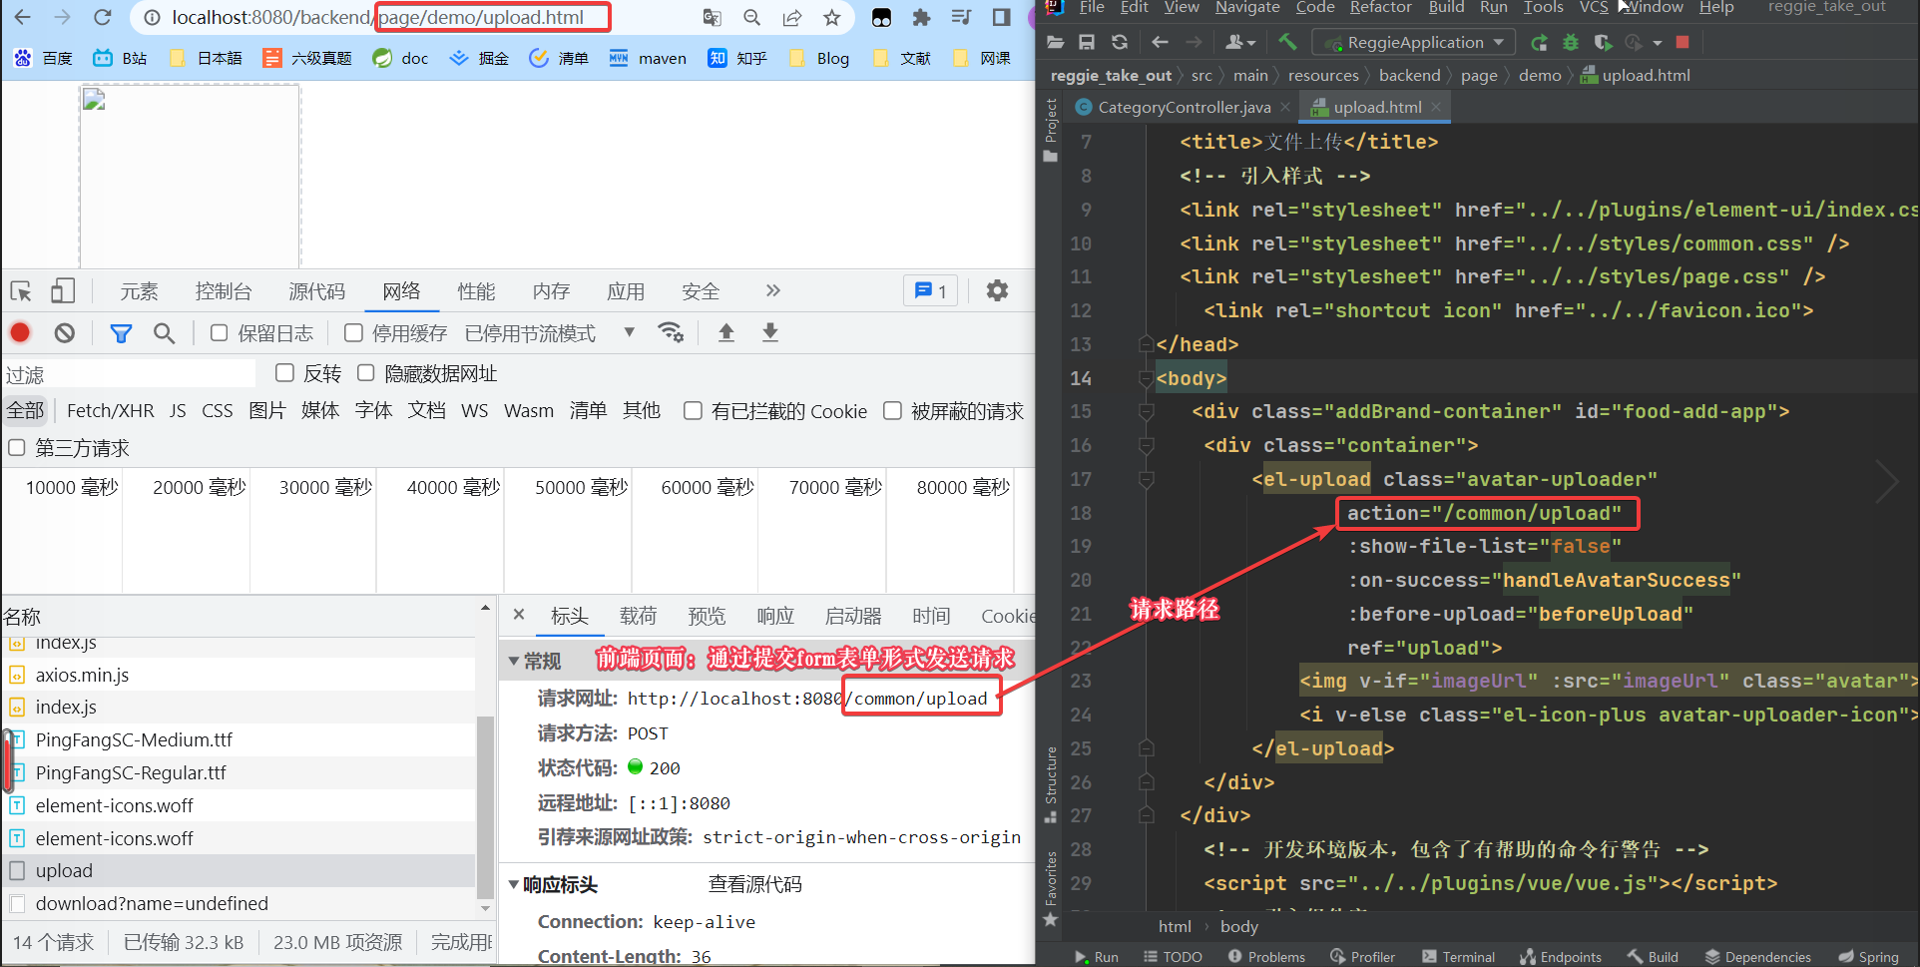 localhost:8080/backend/page/demo/upload.html
百度 B站 日本語 六级真题 doc 掘金 清单 maven 知乎 Blog 文献 网课
元素 控制台 源代码 网络 性能 内存 应用 安全 » 1
保留日志 停用缓存 已停用节流模式
过滤 反转 隐藏数据网址
全部 Fetch/XHR JS CSS 图片 媒体 字体 文档 WS Wasm 清单 其他 有已拦截的 Cookie 被屏蔽的请求
第三方请求
10000 毫秒 20000 毫秒 30000 毫秒 40000 毫秒 50000 毫秒 60000 毫秒 70000 毫秒 80000 毫秒
名称
index.js
axios.min.js
index.js
PingFangSC-Medium.ttf
PingFangSC-Regular.ttf
element-icons.woff
element-icons.woff
upload
download?name=undefined
14 个请求 已传输 32.3 kB 23.0 MB 项资源 完成用
× 标头 载荷 预览 响应 启动器 时间 Cookie
常规 前端页面：通过提交form表单形式发送请求
请求网址: http://localhost:8080/common/upload
请求方法: POST
状态代码: 200
远程地址: [::1]:8080
引荐来源网址政策: strict-origin-when-cross-origin
响应标头 查看源代码
Connection: keep-alive
Content-Length: 36
请求路径
File Edit View Navigate Code Refactor Build Run Tools VCS Window Help reggie_take_out
ReggieApplication
reggie_take_out src main resources backend page demo upload.html
CategoryController.java upload.html
Project
Structure
Favorites
7 <title>文件上传</title>
8 <!-- 引入样式 -->
9 <link rel="stylesheet" href="../../plugins/element-ui/index.cs
10 <link rel="stylesheet" href="../../styles/common.css" />
11 <link rel="stylesheet" href="../../styles/page.css" />
12 <link rel="shortcut icon" href="../../favicon.ico">
13 </head>
14 <body>
15 <div class="addBrand-container" id="food-add-app">
16 <div class="container">
17 <el-upload class="avatar-uploader"
18 action="/common/upload"
19 :show-file-list="false"
20 :on-success="handleAvatarSuccess"
21 :before-upload="beforeUpload"
22 ref="upload">
23 <img v-if="imageUrl" :src="imageUrl" class="avatar">
24 <i v-else class="el-icon-plus avatar-uploader-icon">
25 </el-upload>
26 </div>
27 </div>
28 <!-- 开发环境版本，包含了有帮助的命令行警告 -->
29 <script src="../../plugins/vue/vue.js"></script>
html body
Run TODO Problems Profiler Terminal Endpoints Build Dependencies Spring